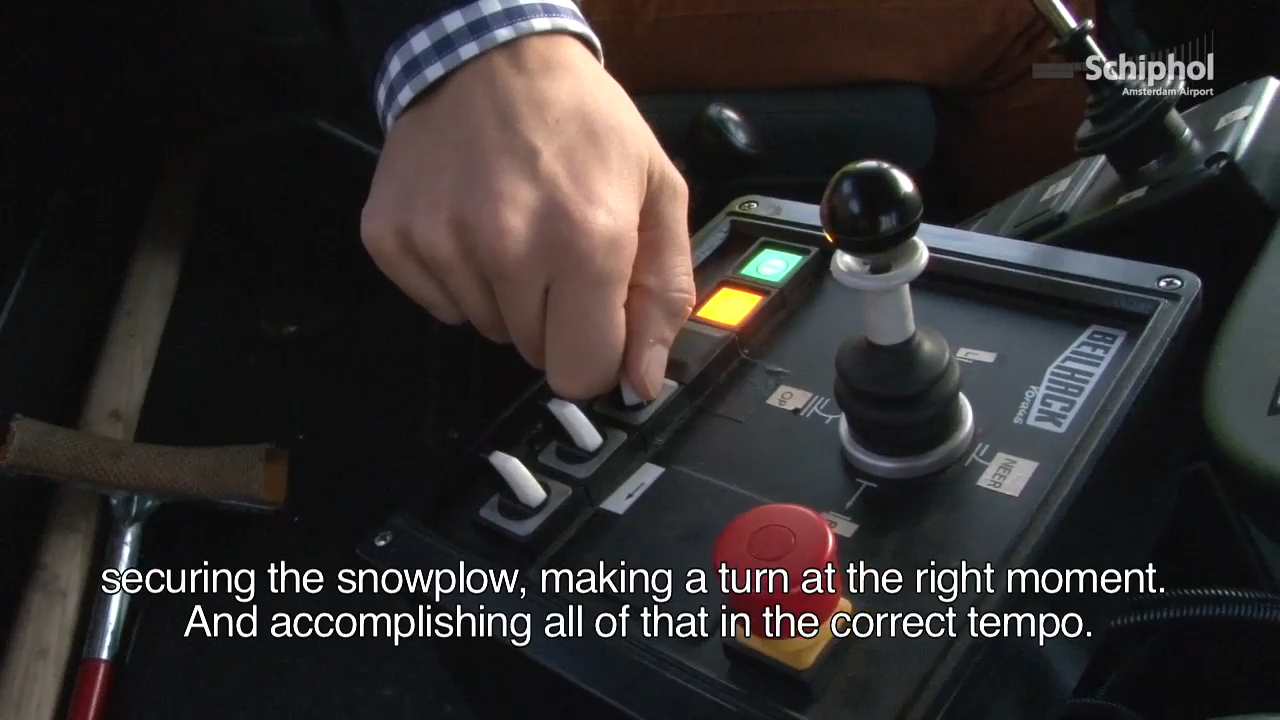 Schiphol
Amsterdam Airport
L
Op
BEILHACK
NEER
securing the snowplow, making a turn at the right moment.
And accomplishing all of that in the correct tempo.